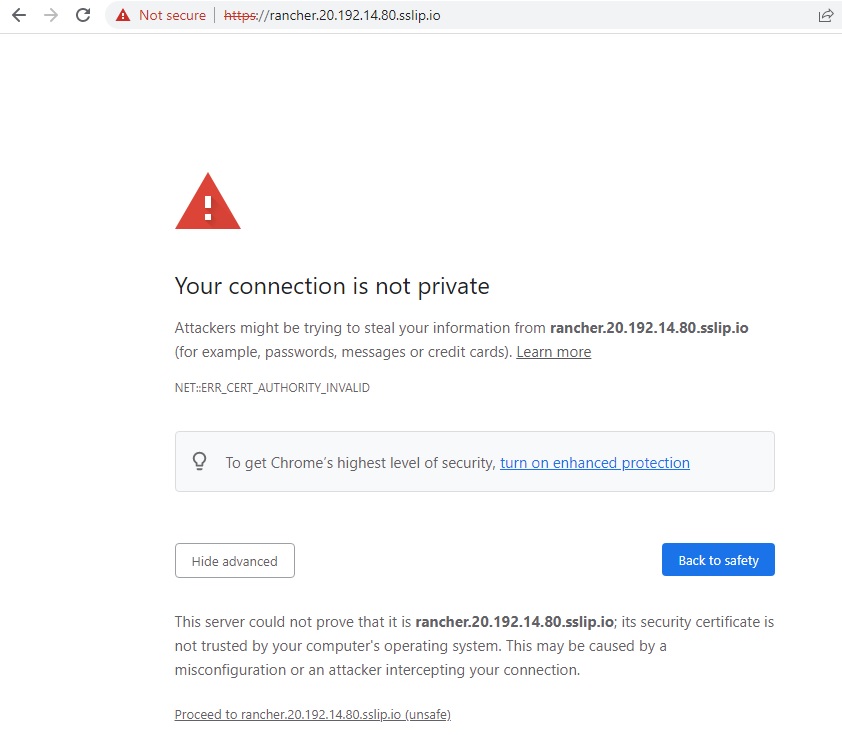 Not secure | https://rancher.20.192.14.80.sslip.io
Your connection is not private
Attackers might be trying to steal your information from rancher.20.192.14.80.sslip.io
(for example, passwords, messages or credit cards). Learn more
NET::ERR_CERT_AUTHORITY_INVALID
To get Chrome's highest level of security, turn on enhanced protection
Hide advanced
Back to safety
This server could not prove that it is rancher.20.192.14.80.sslip.io; its security certificate is
not trusted by your computer's operating system. This may be caused by a
misconfiguration or an attacker intercepting your connection.
Proceed to rancher.20.192.14.80.sslip.io (unsafe)